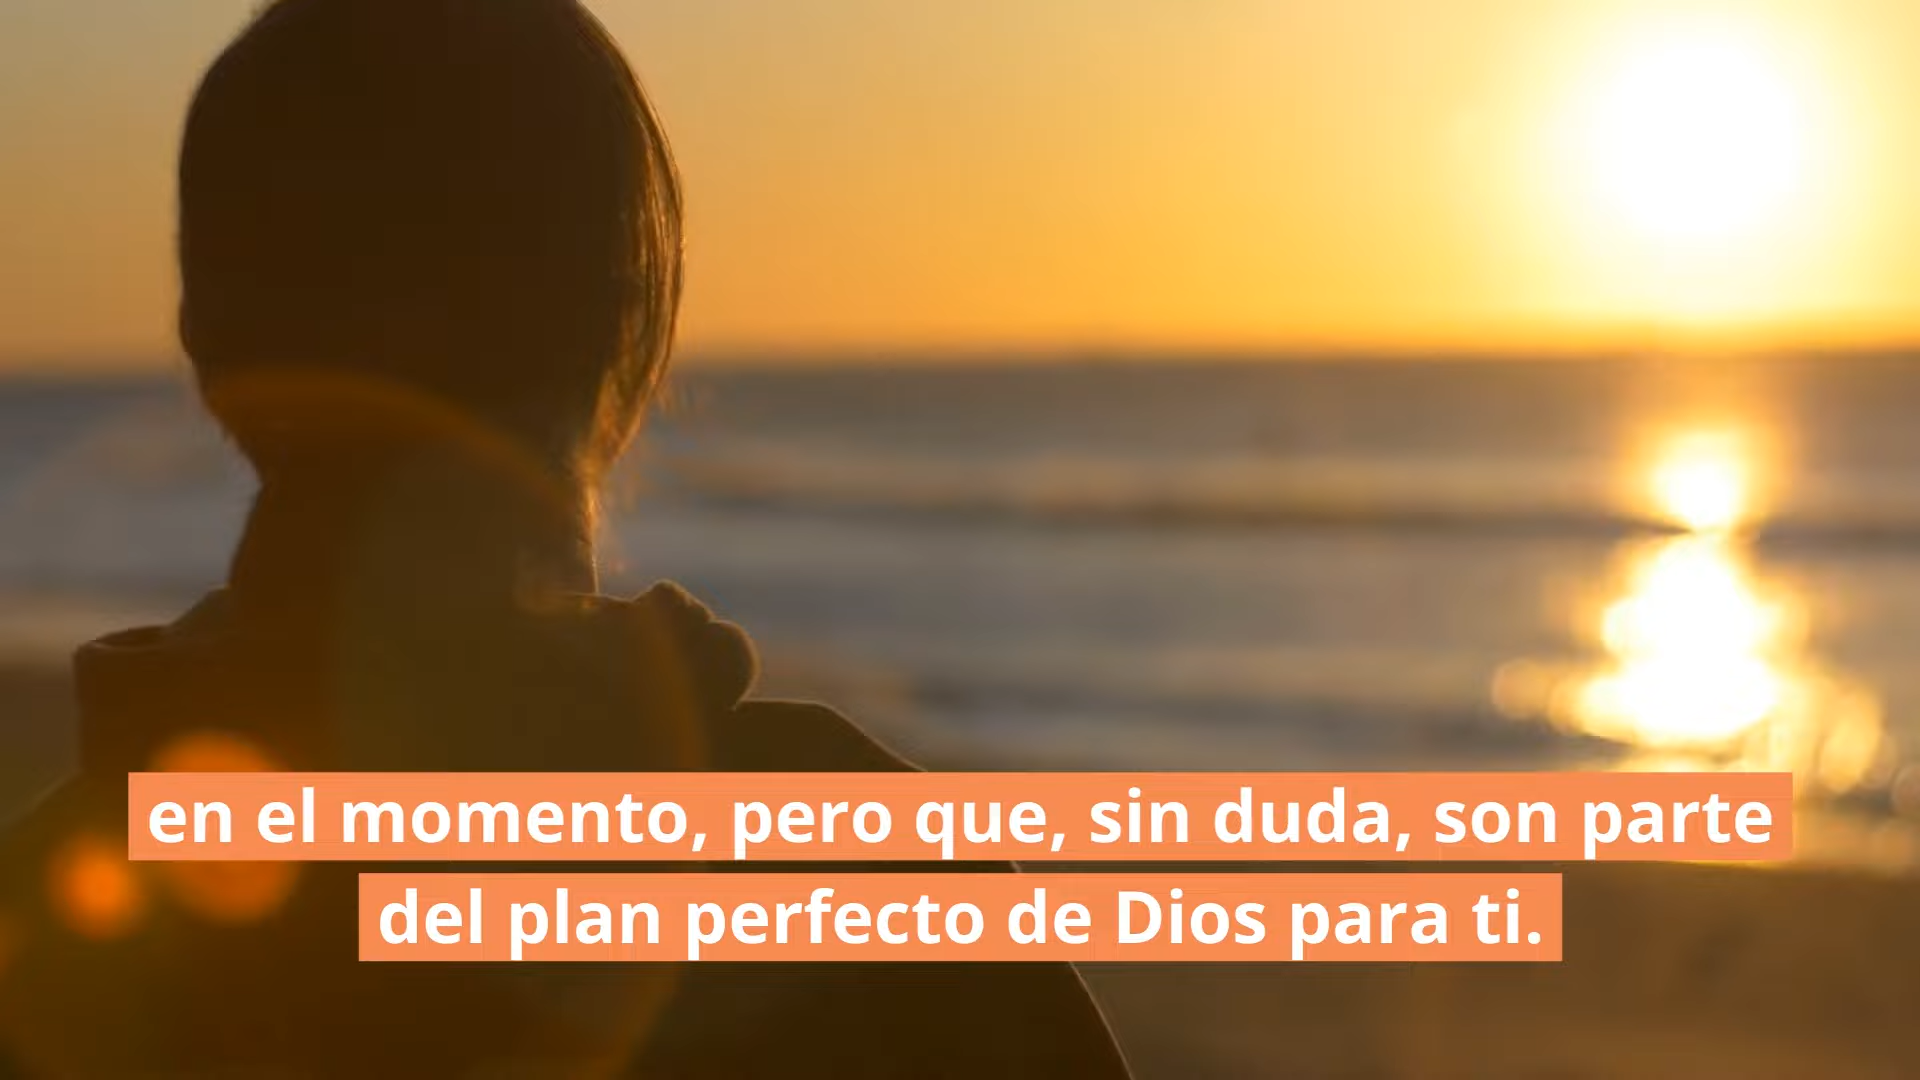 en el momento, pero que, sin duda, son parte
del plan perfecto de Dios para ti.